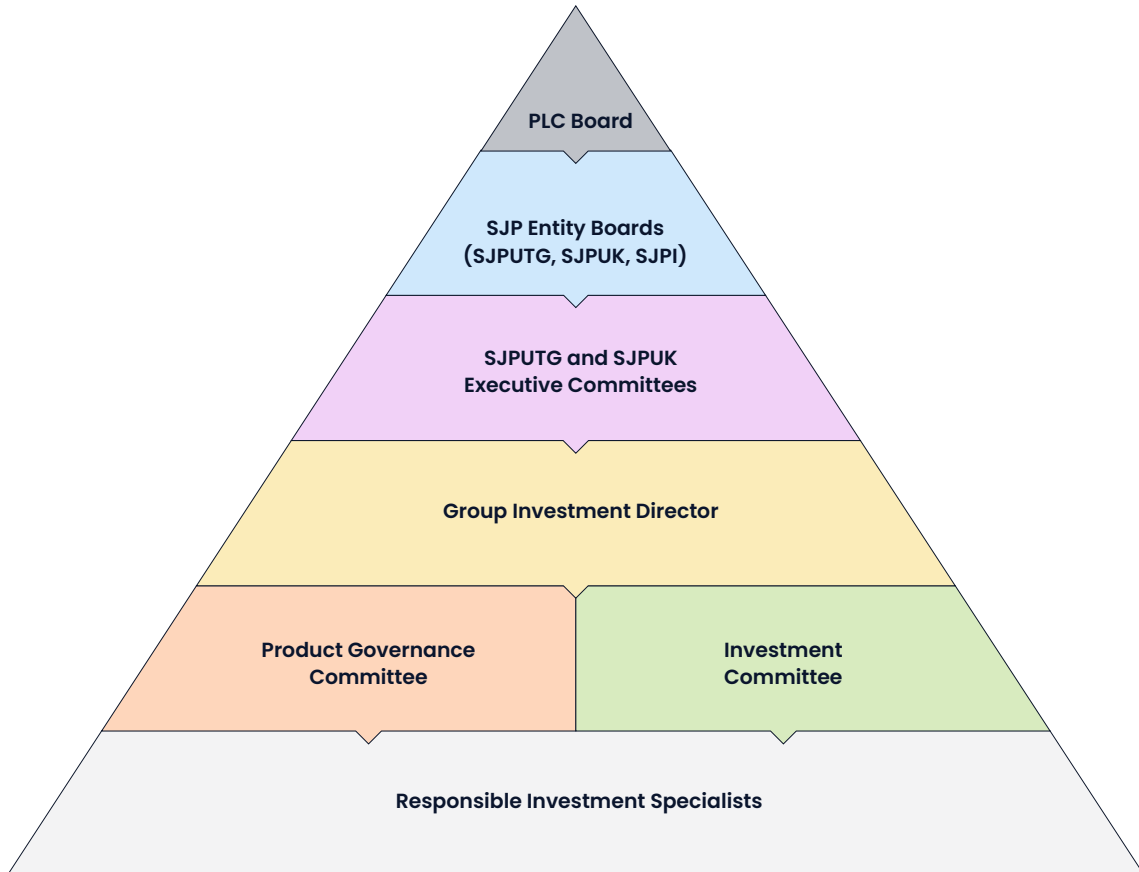 PLC Board
SJP Entity Boards
(SJPUTG, SJPUK, SJPI)
SJPUTG and SJPUK
Executive Committees
Group Investment Director
Product Governance
Committee
Investment
Committee
Responsible Investment Specialists